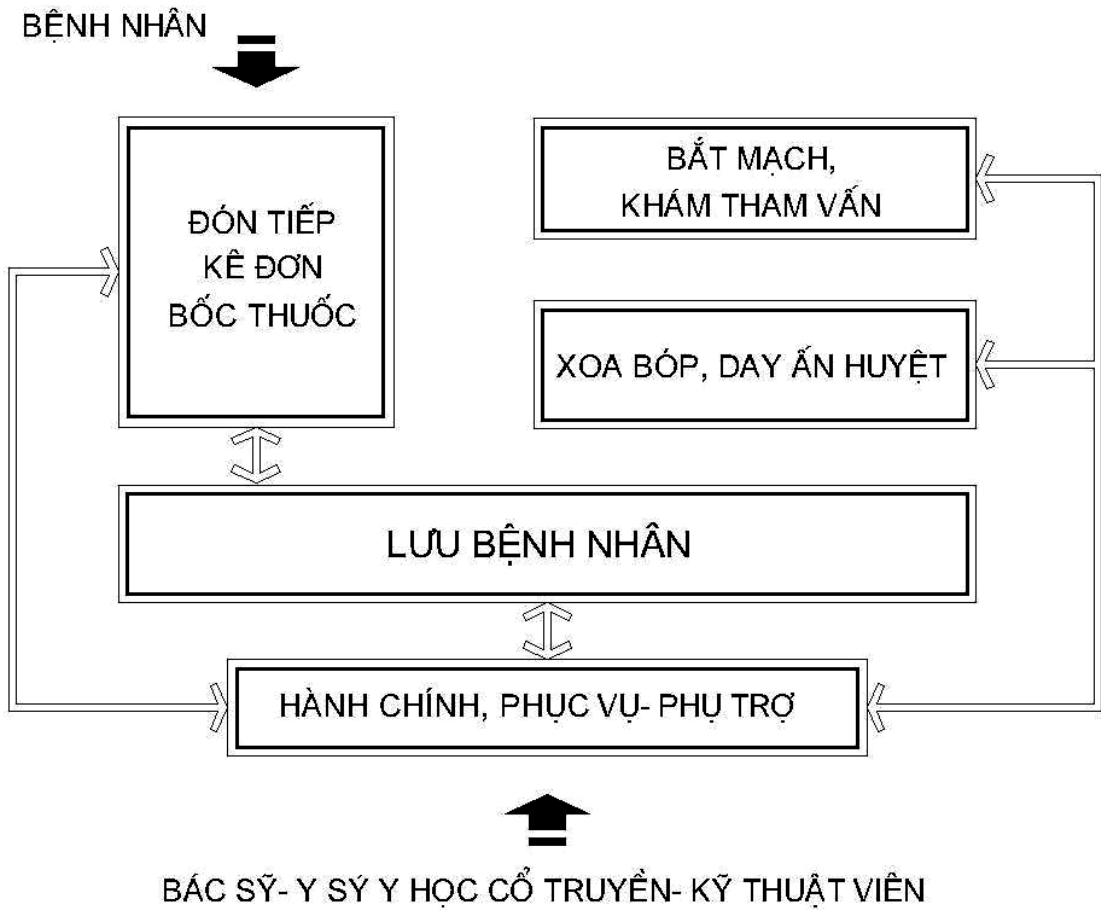 BỆNH NHÂN
ĐÓN TIẾP
KÊ ĐƠN
BỐC THUỐC
BẮT MẠCH,
KHÁM THAM VẤN
XOA BÓP, DAY ẤN HUYỆT
LƯU BỆNH NHÂN
HÀNH CHÍNH, PHỤC VỤ- PHỤ TRỢ
BÁC SỸ- Y SÝ Y HỌC CỔ TRUYỀN- KỸ THUẬT VIÊN